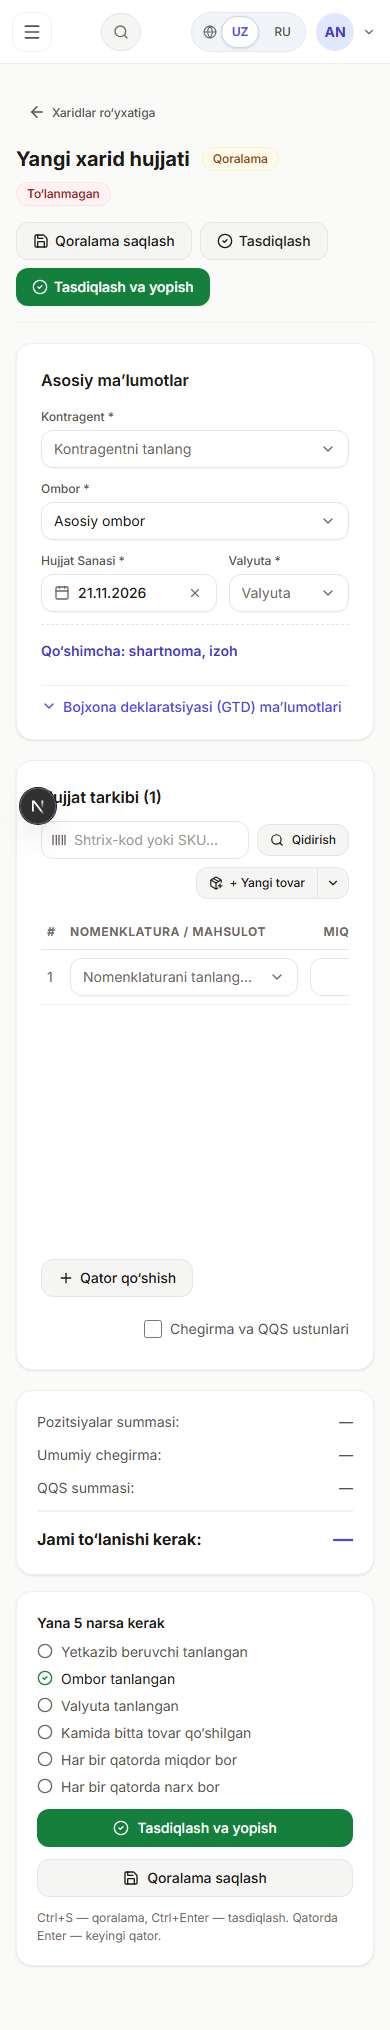 UZ RU AN
Xaridlar ro‘yxatiga
Yangi xarid hujjati Qoralama
To‘lanmagan
Qoralama saqlash Tasdiqlash
Tasdiqlash va yopish
Asosiy ma’lumotlar
Kontragent *
Kontragentni tanlang
Ombor *
Asosiy ombor
Hujjat Sanasi * Valyuta *
21.11.2026 Valyuta
Qo‘shimcha: shartnoma, izoh
Bojxona deklaratsiyasi (GTD) ma’lumotlari
N ujjat tarkibi (1)
Shtrix-kod yoki SKU... Qidirish
+ Yangi tovar
# NOMENKLATURA / MAHSULOT MIQ
1 Nomenklaturani tanlang...
Qator qo‘shish
Chegirma va QQS ustunlari
Pozitsiyalar summasi: —
Umumiy chegirma: —
QQS summasi: —
Jami to‘lanishi kerak: —
Yana 5 narsa kerak
Yetkazib beruvchi tanlangan
Ombor tanlangan
Valyuta tanlangan
Kamida bitta tovar qo‘shilgan
Har bir qatorda miqdor bor
Har bir qatorda narx bor
Tasdiqlash va yopish
Qoralama saqlash
Ctrl+S — qoralama, Ctrl+Enter — tasdiqlash. Qatorda
Enter — keyingi qator.